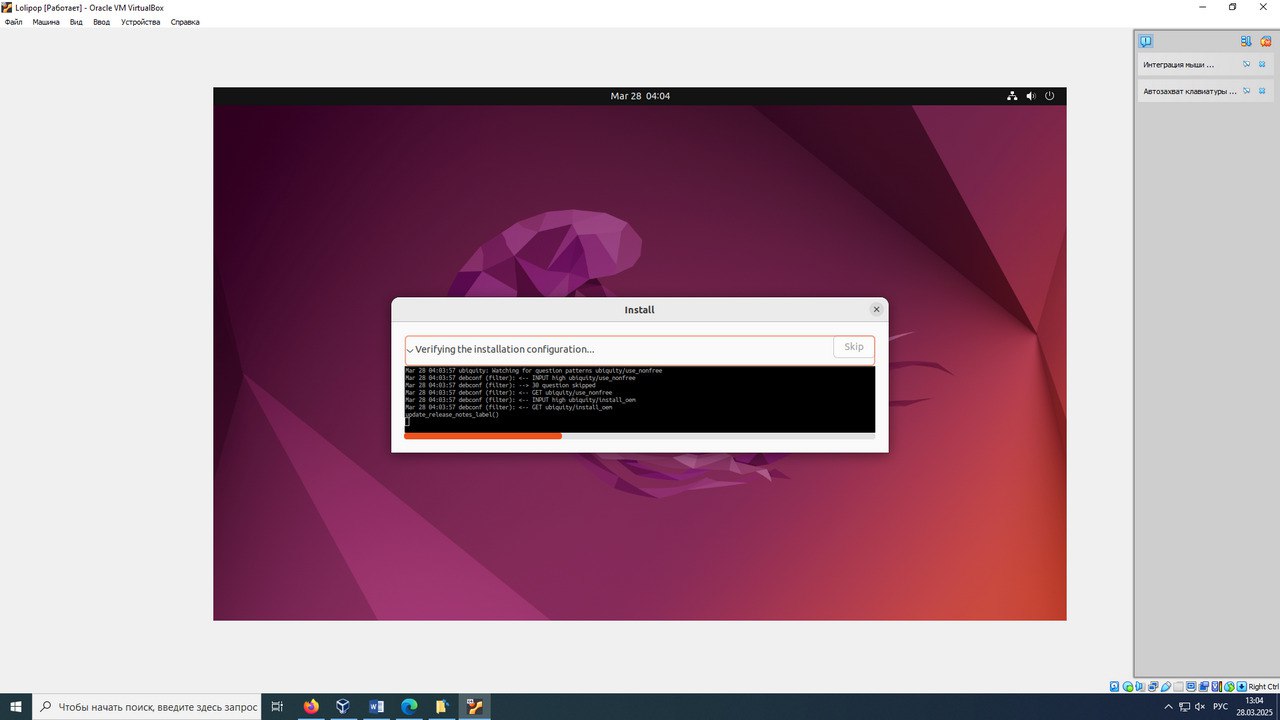 Lolipop [Работает] - Oracle VM VirtualBox
Файл Машина Вид Ввод Устройства Справка
Интеграция мыши ...
Автозахват клавиатуры ...
Mar 28 04:04
Install
Verifying the installation configuration...
Skip
Mar 28 04:03:57 ubiquity: Watching for question patterns ubiquity/use_nonfree
Mar 28 04:03:57 debconf (filter): <-- INPUT high ubiquity/use_nonfree
Mar 28 04:03:57 debconf (filter): --> 30 question skipped
Mar 28 04:03:57 debconf (filter): <-- GET ubiquity/use_nonfree
Mar 28 04:03:57 debconf (filter): <-- INPUT high ubiquity/install_oem
Mar 28 04:03:57 debconf (filter): <-- GET ubiquity/install_oem
update_release_notes_label()
Right Ctrl
Чтобы начать поиск, введите здесь запрос
РУС
13:04
28.03.2025